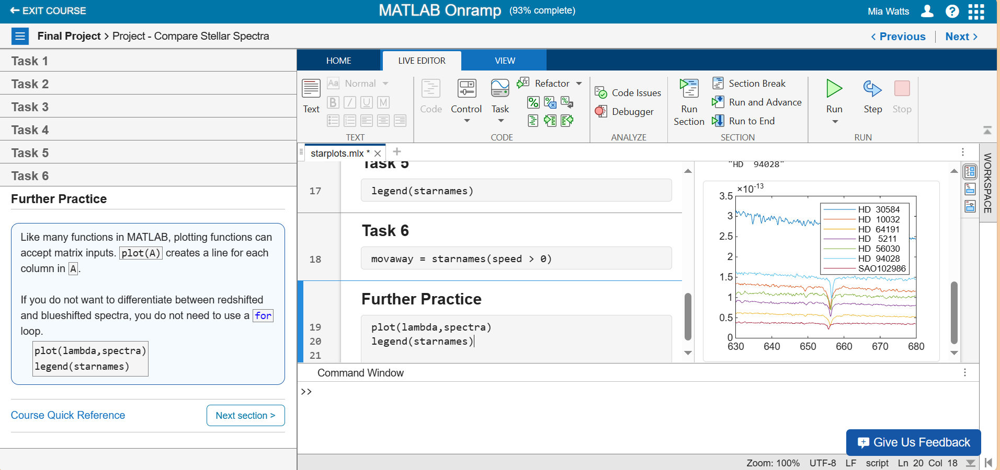 EXIT COURSE
MATLAB Onramp (93% complete)
Mia Watts
Final Project > Project - Compare Stellar Spectra
< Previous
Next >
Task 1
Task 2
Task 3
Task 4
Task 5
Task 6
Further Practice
Like many functions in MATLAB, plotting functions can
accept matrix inputs. plot(A) creates a line for each
column in A.
If you do not want to differentiate between redshifted
and blueshifted spectra, you do not need to use a for
loop.
plot(lambda,spectra)
legend(starnames)
Course Quick Reference
Next section >
HOME
LIVE EDITOR
VIEW
Text
Aa Normal
B I U M
TEXT
Code
Control
Task
Refactor
CODE
Code Issues
Debugger
ANALYZE
Run
Section
Section Break
Run and Advance
Run to End
SECTION
Run
Step
Stop
RUN
starplots.mlx *
Task 5
17 legend(starnames)
Task 6
18 movaway = starnames(speed > 0)
Further Practice
19 plot(lambda,spectra)
20 legend(starnames)
21
"HD  94028"
×10-13
3.5
3
2.5
2
1.5
1
0.5
0
630 640 650 660 670 680
HD  30584
HD  10032
HD  64191
HD   5211
HD  56030
HD  94028
SAO102986
WORKSPACE
Command Window
>>
Give Us Feedback
Zoom: 100% UTF-8 LF script Ln 20 Col 18